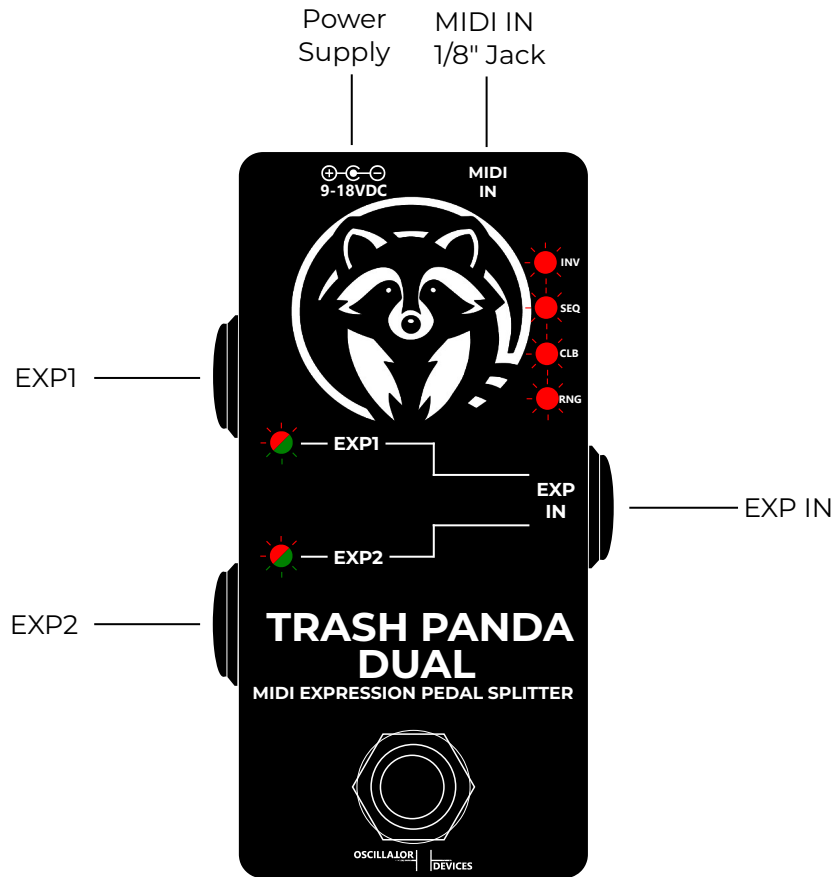 Power
Supply
MIDI IN
1/8" Jack
9-18VDC
MIDI
IN
INV
SEQ
CLB
RNG
EXP1
EXP1
EXP
IN
EXP IN
EXP2
EXP2
TRASH PANDA
DUAL
MIDI EXPRESSION PEDAL SPLITTER
OSCILLATOR
DEVICES